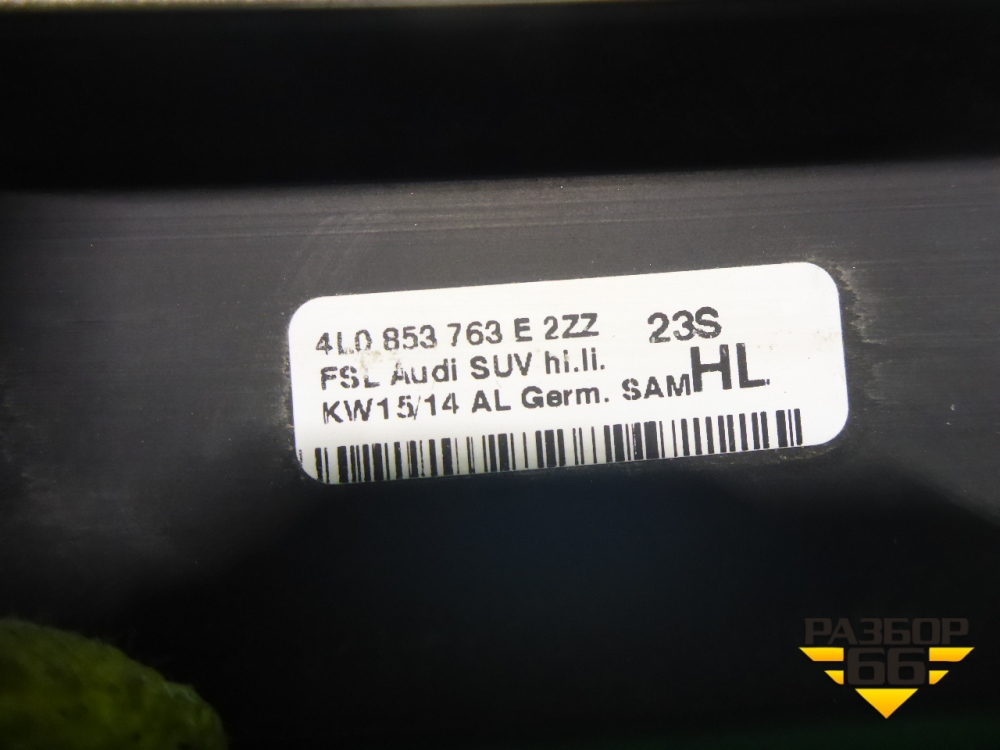 4L0 853 763 E 2ZZ 23S
FSL Audi SUV hi.li.
KW15/14 AL Germ. SAM HL
РАЗБОР
66